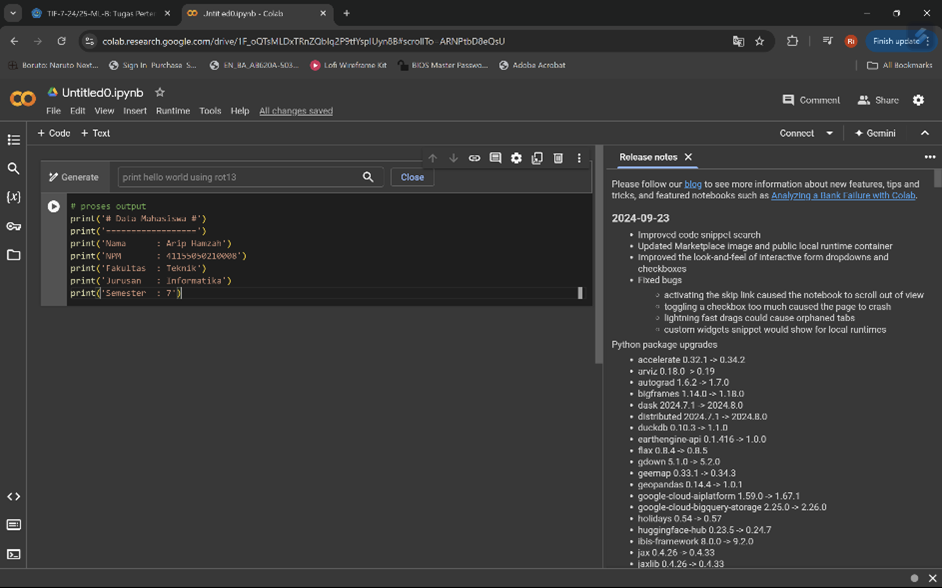 TIF-7-24/25-ML-B: Tugas Perte
Untitled0.ipynb - Colab
colab.research.google.com/drive/1F_oQTsMLDxTRnZQbIq2P9tfYspIUyn8B#scrollTo=ARNPtbD8eQsU
Ri
Finish update
Boruto: Naruto Next...
Sign In Purchase S...
EN_BA_AB620A-S03...
Lofi Wireframe Kit
BIOS Master Passwo...
Adobe Acrobat
All Bookmarks
CO
Untitled0.ipynb
Comment
Share
File Edit View Insert Runtime Tools Help All changes saved
+ Code + Text
Connect
Gemini
Generate
print hello world using rot13
Close
# proses output
print('# Data Mahasiswa #')
print('------------------')
print('Nama : Arip Hamzah')
print('NPM : 41155050210008')
print('Fakultas : Teknik')
print('Jurusan : Informatika')
print('Semester : 7')
{x}
Release notes
Please follow our blog to see more information about new features, tips and
tricks, and featured notebooks such as Analyzing a Bank Failure with Colab.
2024-09-23
Improved code snippet search
Updated Marketplace image and public local runtime container
Improved the look-and-feel of interactive form dropdowns and
checkboxes
Fixed bugs
activating the skip link caused the notebook to scroll out of view
toggling a checkbox too much caused the page to crash
lightning fast drags could cause orphaned tabs
custom widgets snippet would show for local runtimes
Python package upgrades
accelerate 0.32.1 -> 0.34.2
arviz 0.18.0 -> 0.19
autograd 1.6.2 -> 1.7.0
bigframes 1.14.0 -> 1.18.0
dask 2024.7.1 -> 2024.8.0
distributed 2024.7.1 -> 2024.8.0
duckdb 0.10.3 -> 1.1.0
earthengine-api 0.1.416 -> 1.0.0
flax 0.8.4 -> 0.8.5
gdown 5.1.0 -> 5.2.0
geemap 0.33.1 -> 0.34.3
geopandas 0.14.4 -> 1.0.1
google-cloud-aiplatform 1.59.0 -> 1.67.1
google-cloud-bigquery-storage 2.25.0 -> 2.26.0
holidays 0.54 -> 0.57
huggingface-hub 0.23.5 -> 0.24.7
ibis-framework 8.0.0 -> 9.2.0
jax 0.4.26 -> 0.4.33
jaxlib 0.4.26 -> 0.4.33